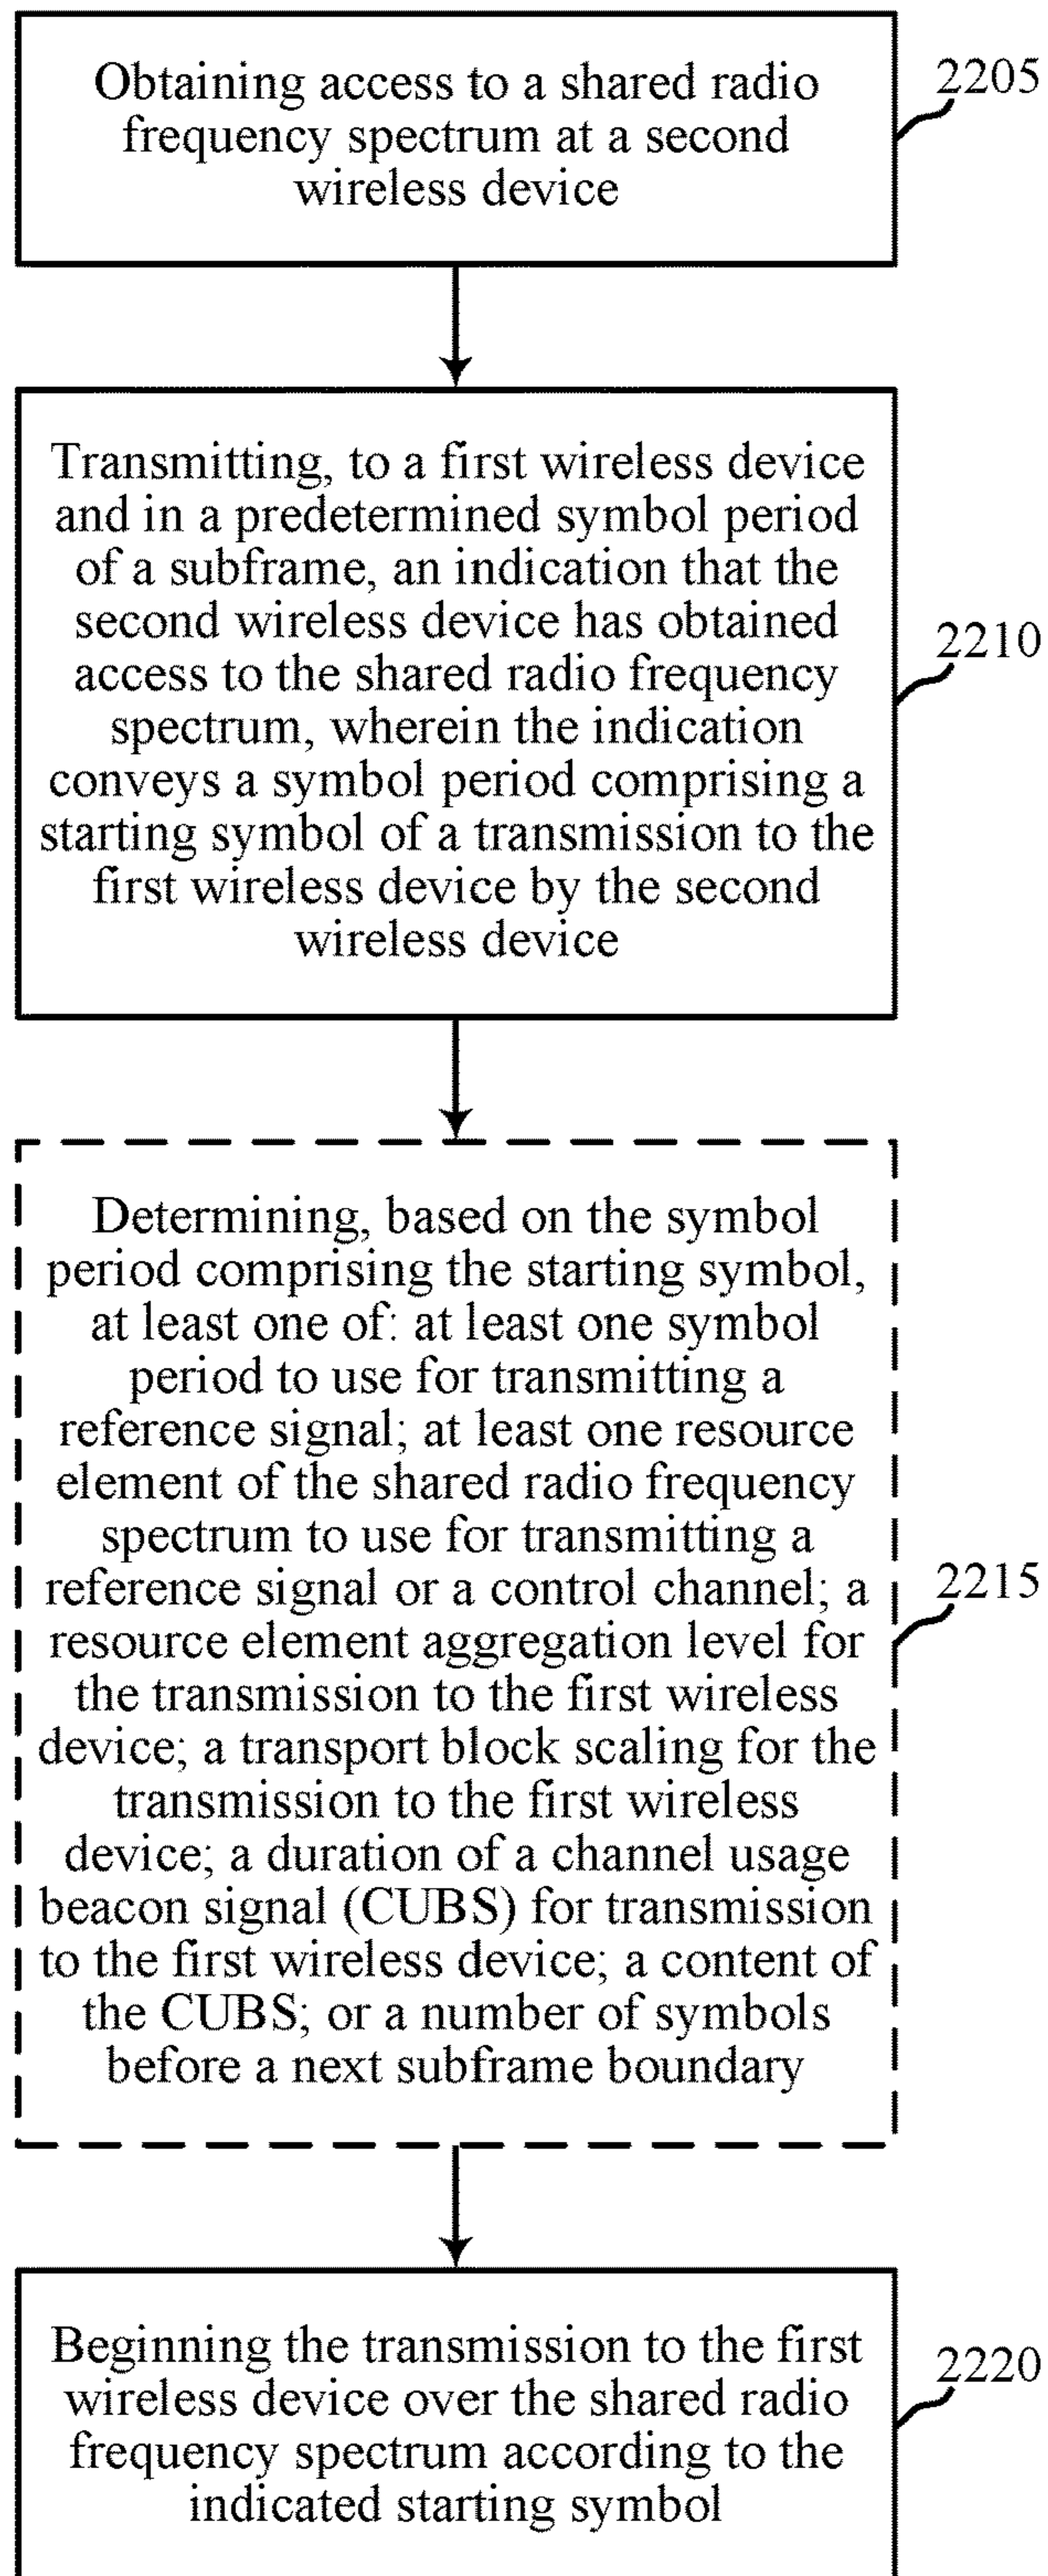 Obtaining access to a shared radio
frequency spectrum at a second
wireless device
2205
Transmitting, to a first wireless device
and in a predetermined symbol period
of a subframe, an indication that the
second wireless device has obtained
access to the shared radio frequency
spectrum, wherein the indication
conveys a symbol period comprising a
starting symbol of a transmission to the
first wireless device by the second
wireless device
2210
Determining, based on the symbol
period comprising the starting symbol,
at least one of: at least one symbol
period to use for transmitting a
reference signal; at least one resource
element of the shared radio frequency
spectrum to use for transmitting a
reference signal or a control channel; a
resource element aggregation level for
the transmission to the first wireless
device; a transport block scaling for the
transmission to the first wireless
device; a duration of a channel usage
beacon signal (CUBS) for transmission
to the first wireless device; a content of
the CUBS; or a number of symbols
before a next subframe boundary
2215
Beginning the transmission to the first
wireless device over the shared radio
frequency spectrum according to the
indicated starting symbol
2220